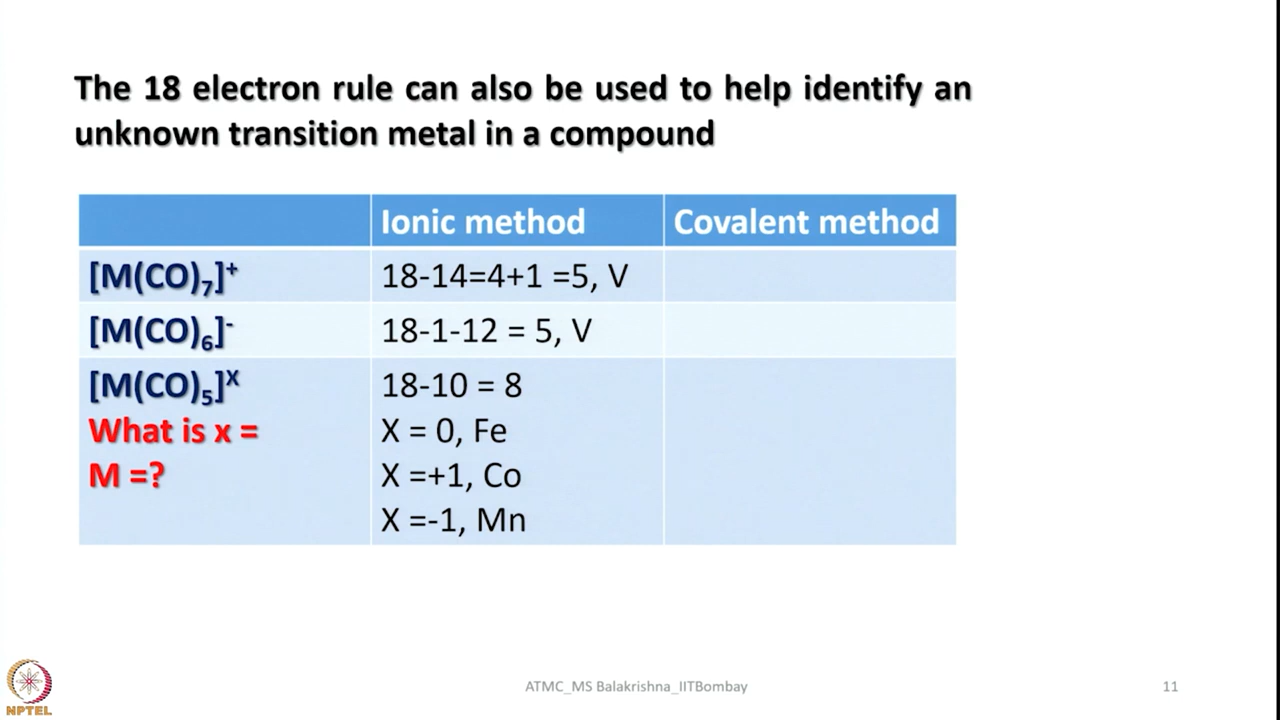 The 18 electron rule can also be used to help identify an
unknown transition metal in a compound
Ionic method Covalent method
[M(CO)₇]⁺ 18-14=4+1 =5, V
[M(CO)₆]⁻ 18-1-12 = 5, V
[M(CO)₅]ˣ 18-10 = 8
What is x = X = 0, Fe
M =? X =+1, Co
X =-1, Mn
NPTEL ATMC_MS Balakrishna_IITBombay 11